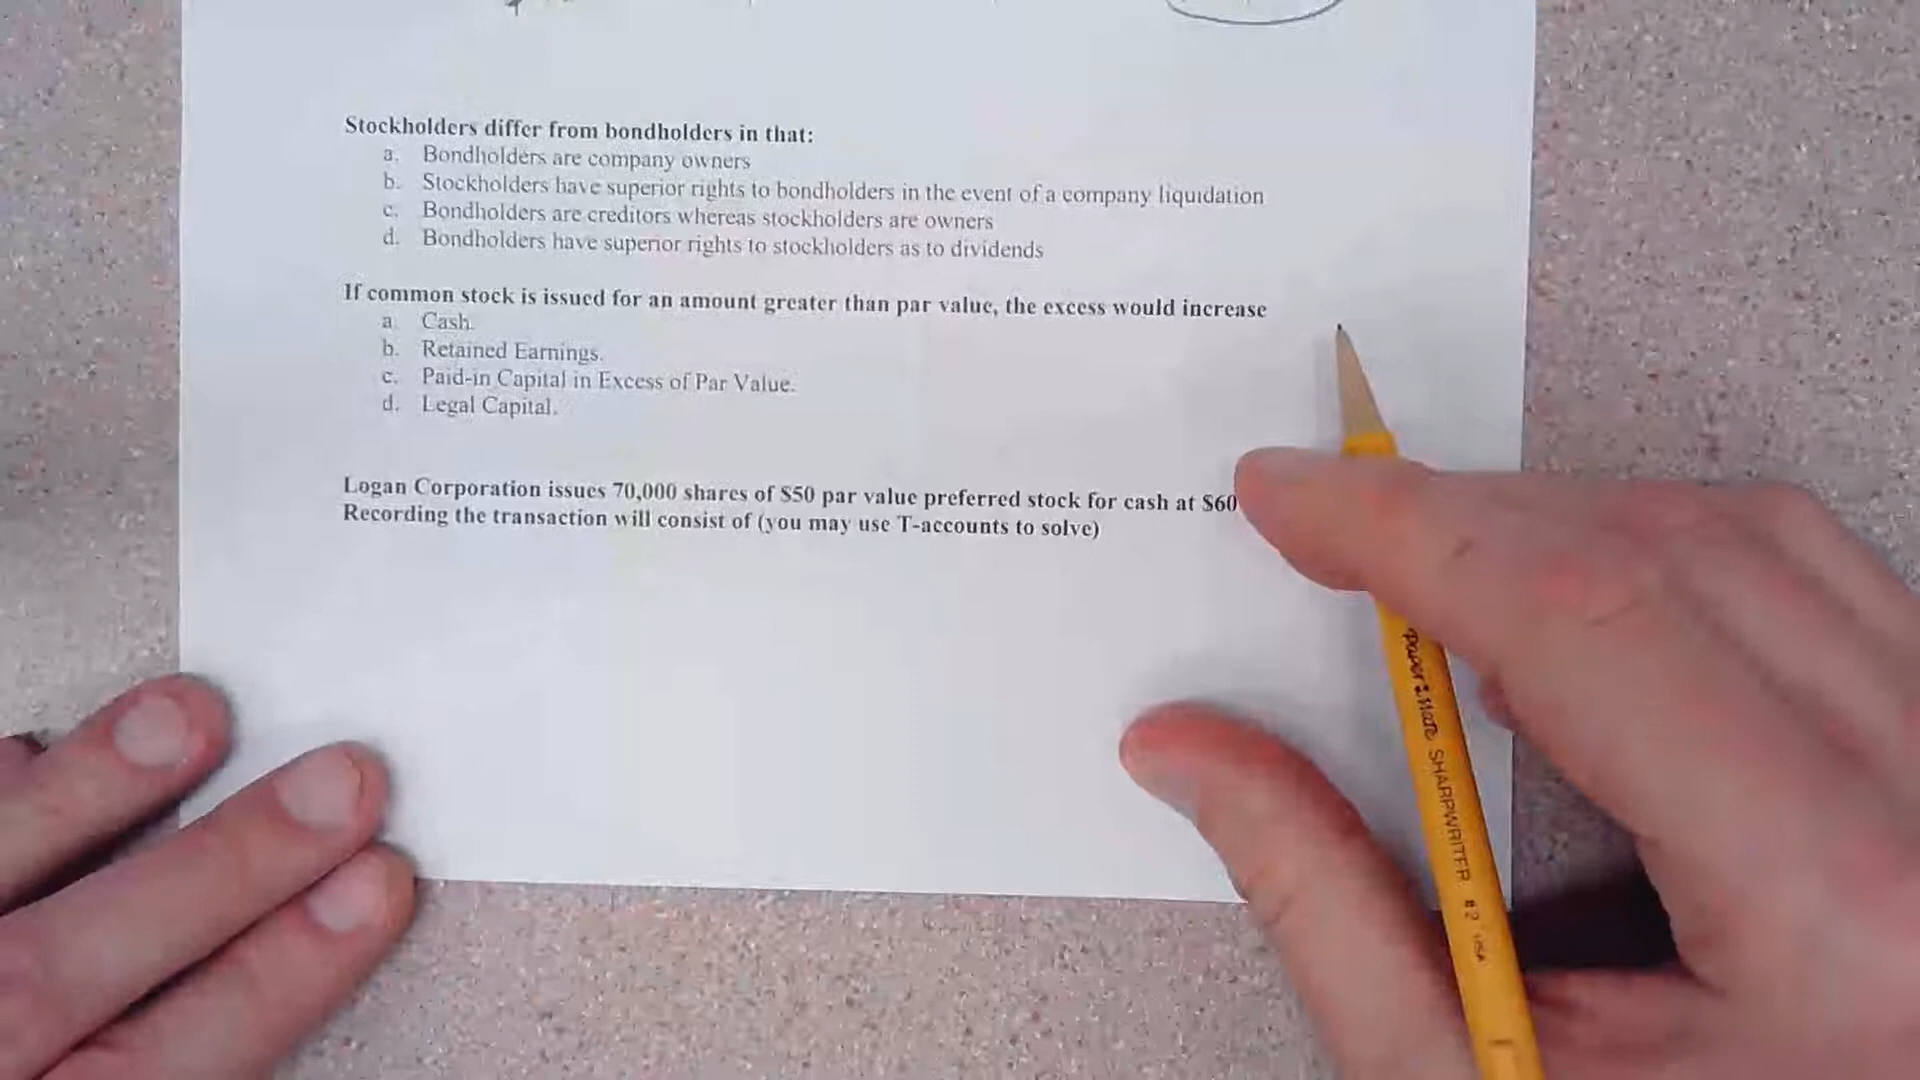 Stockholders differ from bondholders in that:
a. Bondholders are company owners
b. Stockholders have superior rights to bondholders in the event of a company liquidation
c. Bondholders are creditors whereas stockholders are owners
d. Bondholders have superior rights to stockholders as to dividends
If common stock is issued for an amount greater than par value, the excess would increase
a. Cash.
b. Retained Earnings.
c. Paid-in Capital in Excess of Par Value.
d. Legal Capital.
Logan Corporation issues 70,000 shares of $50 par value preferred stock for cash at $60
Recording the transaction will consist of (you may use T-accounts to solve)
Paper:Mate SHARPWRITER #2 USA